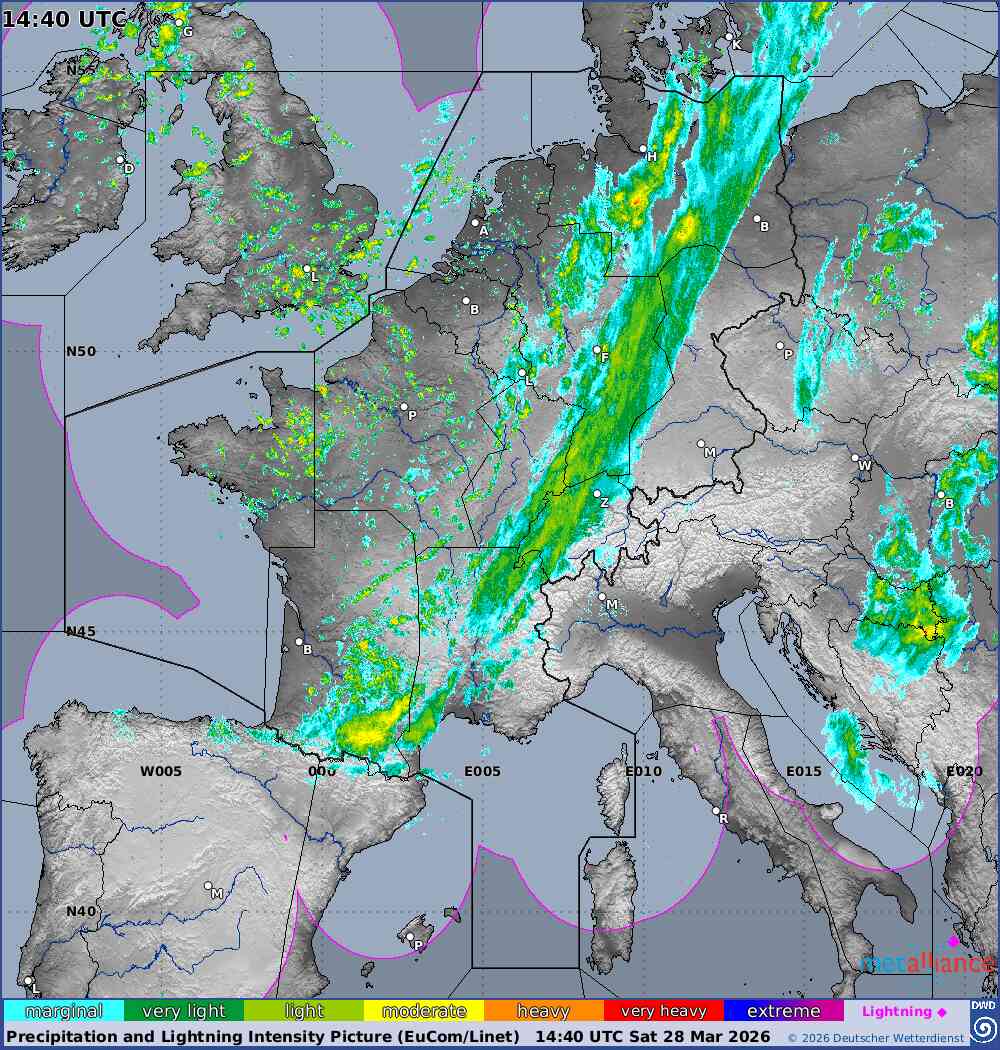 14:40 UTC
G
K
N55
H
D
A
B
L
B
N50
F
P
L
P
M
W
Z
B
M
N45
B
W005
000
E005
E010
E015
E020
R
M
N40
P
metalliance
L
marginal very light light moderate heavy very heavy extreme Lightning ◆
DWD
Precipitation and Lightning Intensity Picture (EuCom/Linet) 14:40 UTC Sat 28 Mar 2026 © 2026 Deutscher Wetterdienst